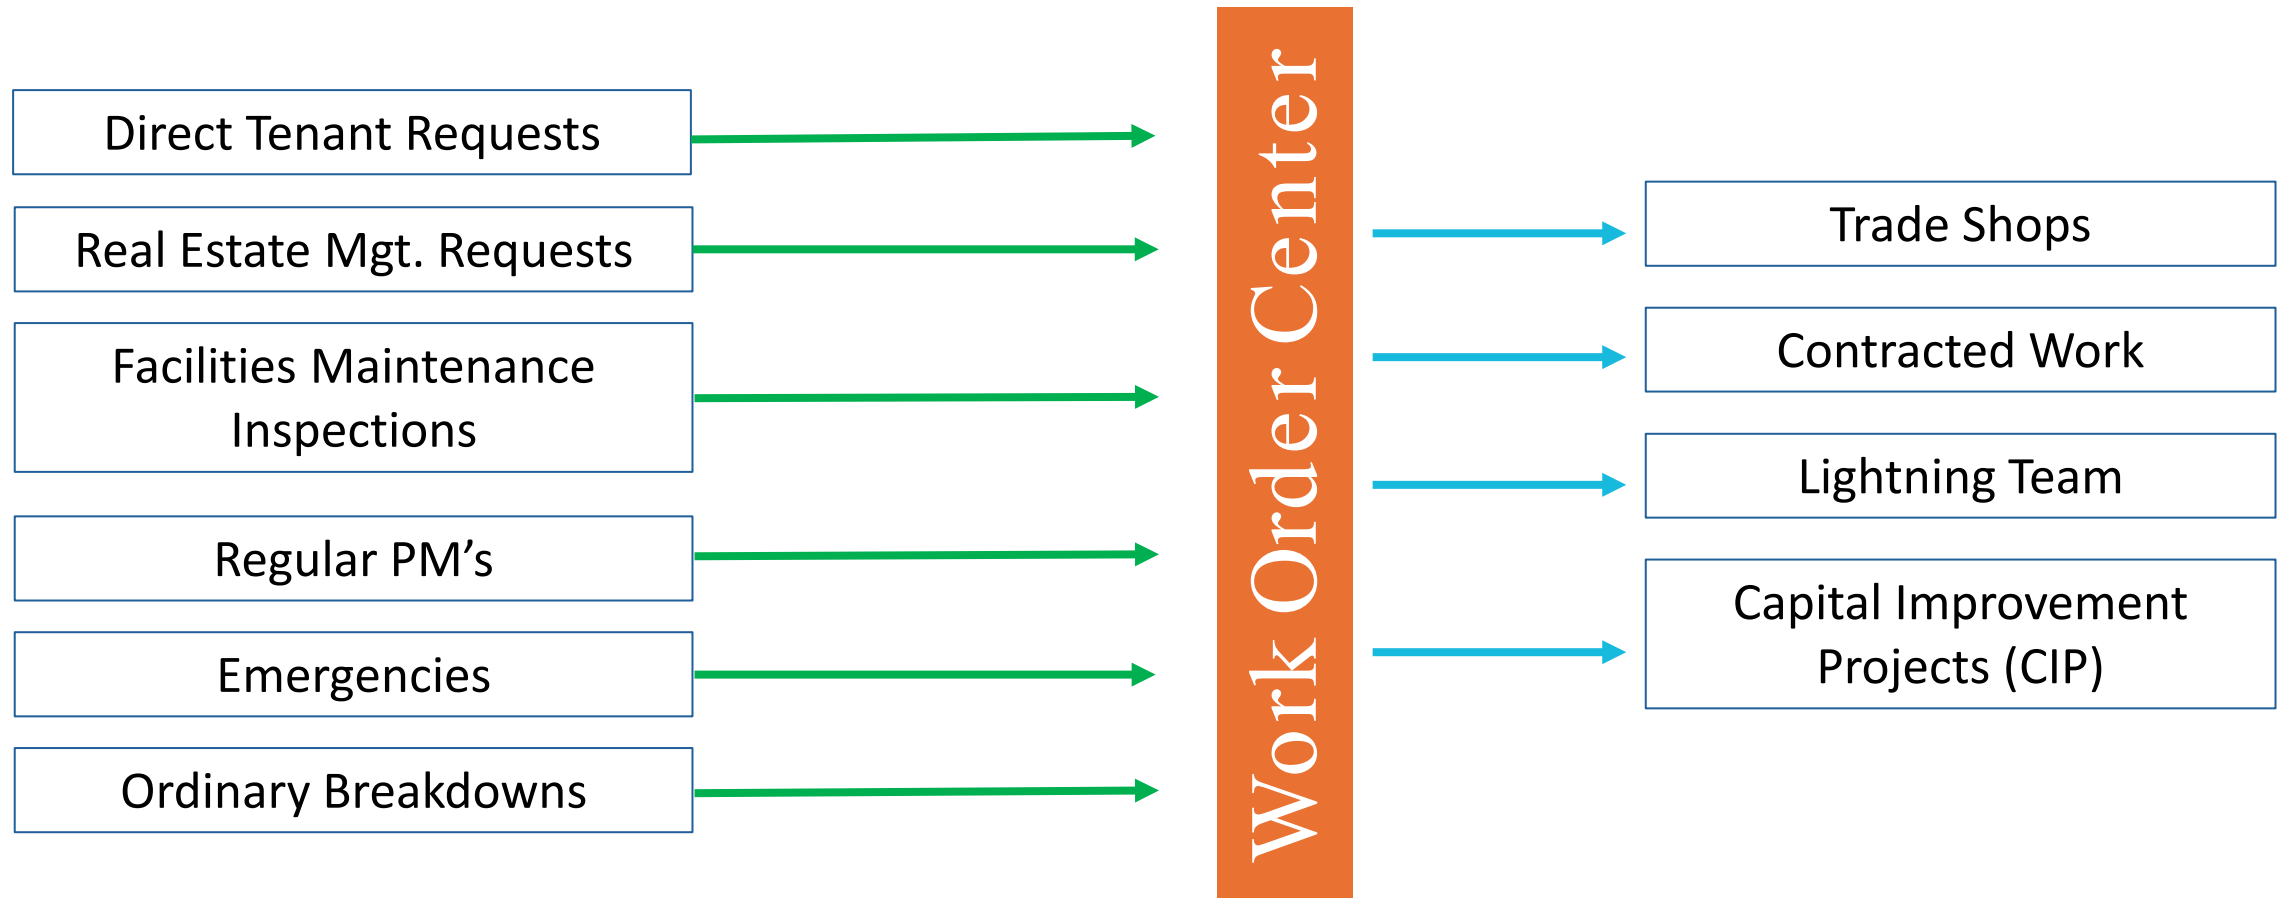 Direct Tenant Requests
Real Estate Mgt. Requests
Facilities Maintenance
Inspections
Regular PM’s
Emergencies
Ordinary Breakdowns
Work Order Center
Trade Shops
Contracted Work
Lightning Team
Capital Improvement
Projects (CIP)